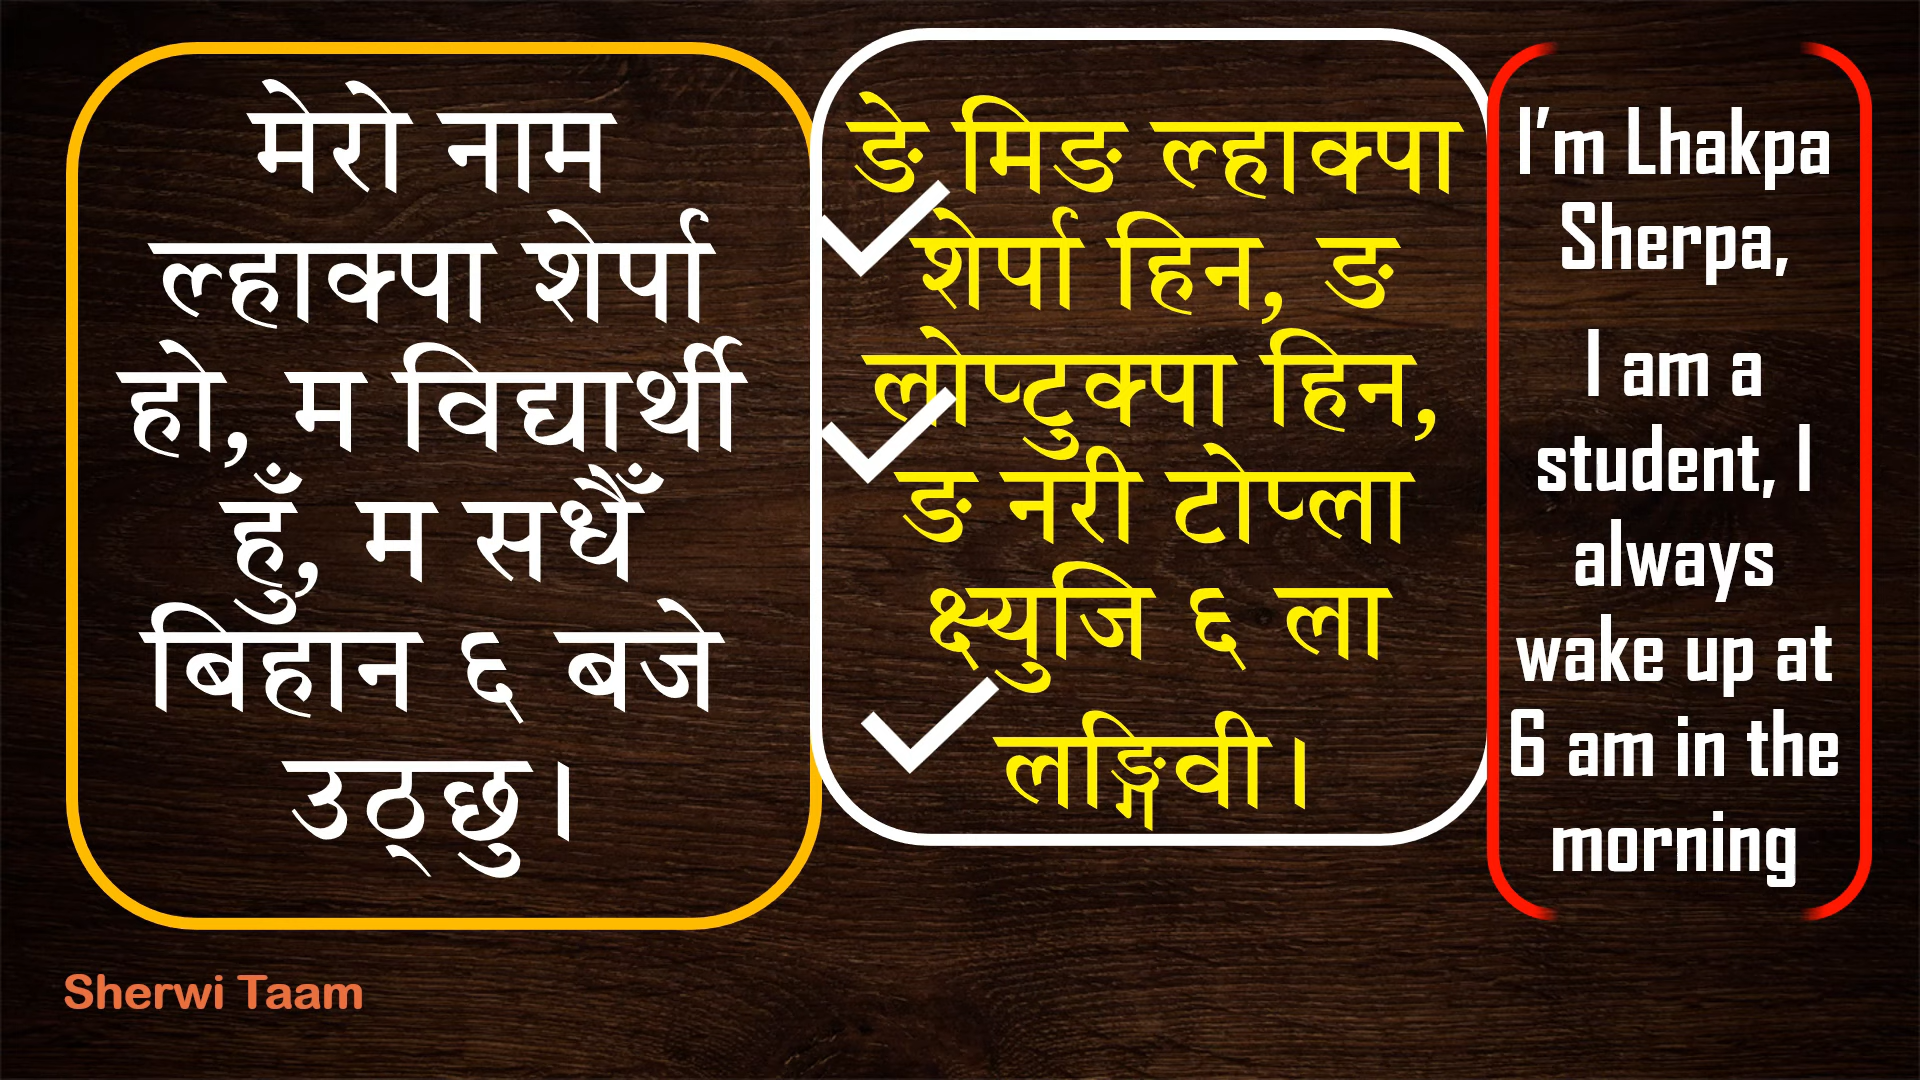 मेरो नाम
ल्हाक्पा शेर्पा
हो, म विद्यार्थी
हुँ, म सधैँ
बिहान ६ बजे
उठ्छु।
ङे मिङ ल्हाक्पा
शेर्पा हिन, ङ
लोप्टुक्पा हिन,
ङ नरी टोप्ला
क्ष्युजि ६ ला
लङ्गिवी।
I'm Lhakpa
Sherpa,
I am a
student, I
always
wake up at
6 am in the
morning
Sherwi Taam